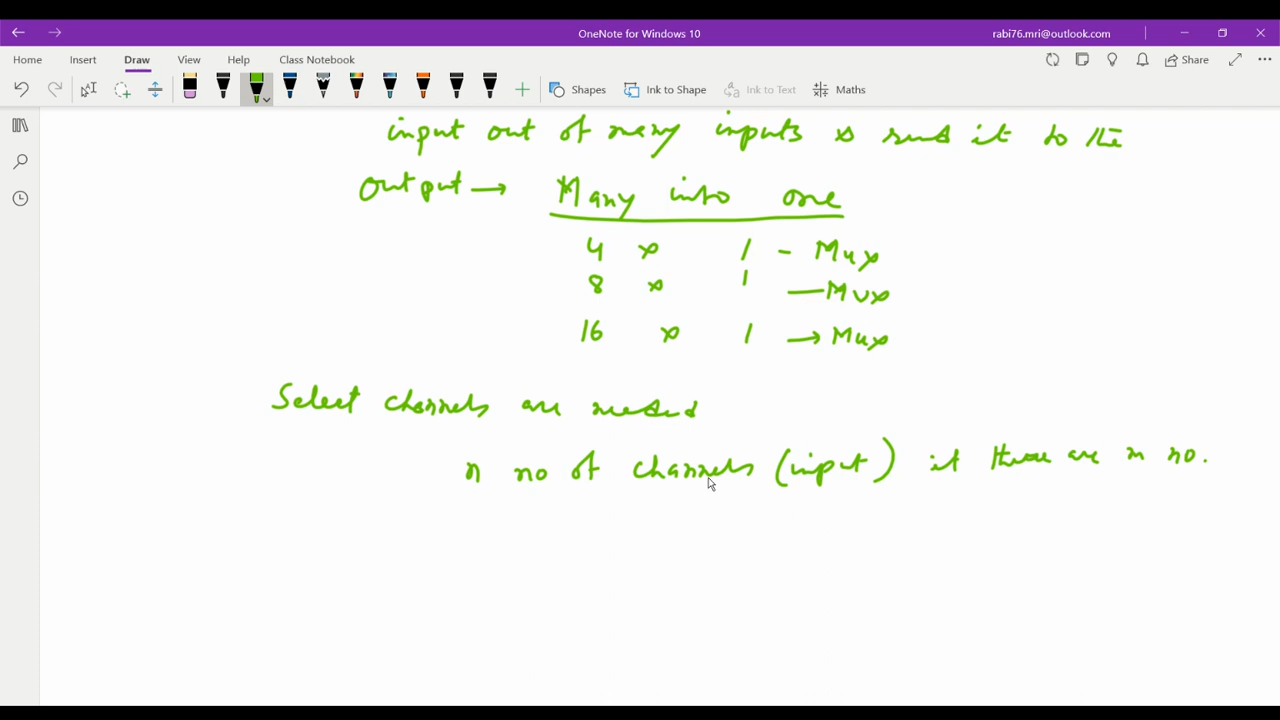 OneNote for Windows 10
rabi76.mri@outlook.com
Home Insert Draw View Help Class Notebook
Share
Shapes Ink to Shape Ink to Text Maths
input out of many inputs & send it to the
Output → Many into one
4 x 1 - Mux
8 x 1 — Mux
16 x 1 → Mux
Select channels are needed
n no of channels (input) if there are m no.